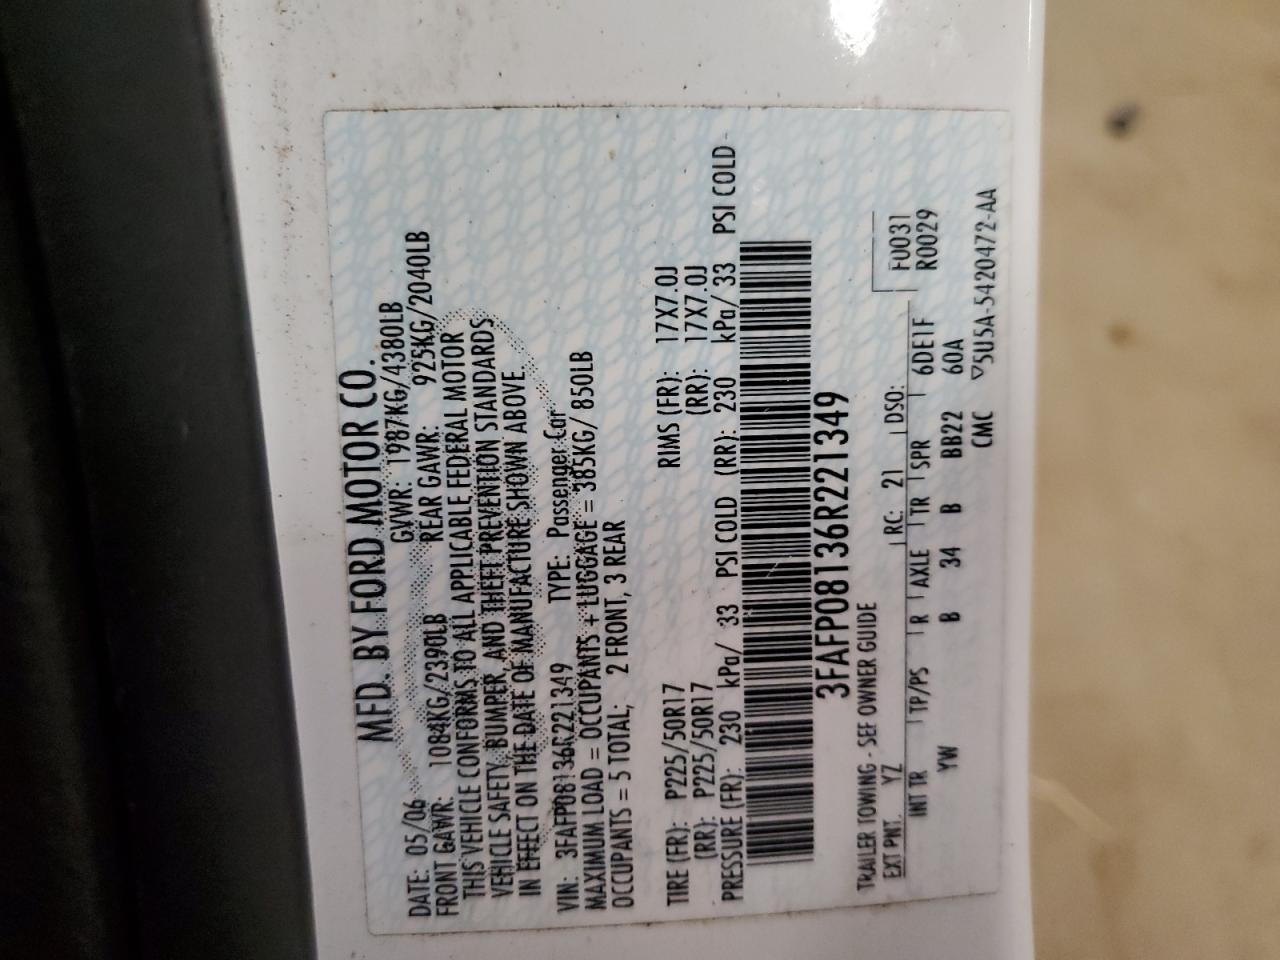 MFD. BY FORD MOTOR CO.
DATE: 05/06 GVWR: 1987KG/4380LB
FRONT GAWR: 1084KG/2390LB REAR GAWR: 925KG/2040LB
THIS VEHICLE CONFORMS TO ALL APPLICABLE FEDERAL MOTOR
VEHICLE SAFETY, BUMPER, AND THEFT PREVENTION STANDARDS
IN EFFECT ON THE DATE OF MANUFACTURE SHOWN ABOVE.
VIN: 3FAFP08136R221349 TYPE: Passenger Car
MAXIMUM LOAD = OCCUPANTS + LUGGAGE = 385KG/ 850LB
OCCUPANTS = 5 TOTAL; 2 FRONT, 3 REAR
TIRE (FR): P225/50R17 RIMS (FR): 17X7.0J
(RR): P225/50R17 (RR): 17X7.0J
PRESSURE (FR): 230 kPa/ 33 PSI COLD (RR): 230 kPa/ 33 PSI COLD
3FAFP08136R221349
TRAILER TOWING - SEE OWNER GUIDE
EXT PNT. YZ RC: 21 DSO: F0031
R0029
INT TR TP/PS R AXLE TR SPR 6DE1F
YW B 34 B BB22 60A
CMC ▽5U5A-5420472-AA